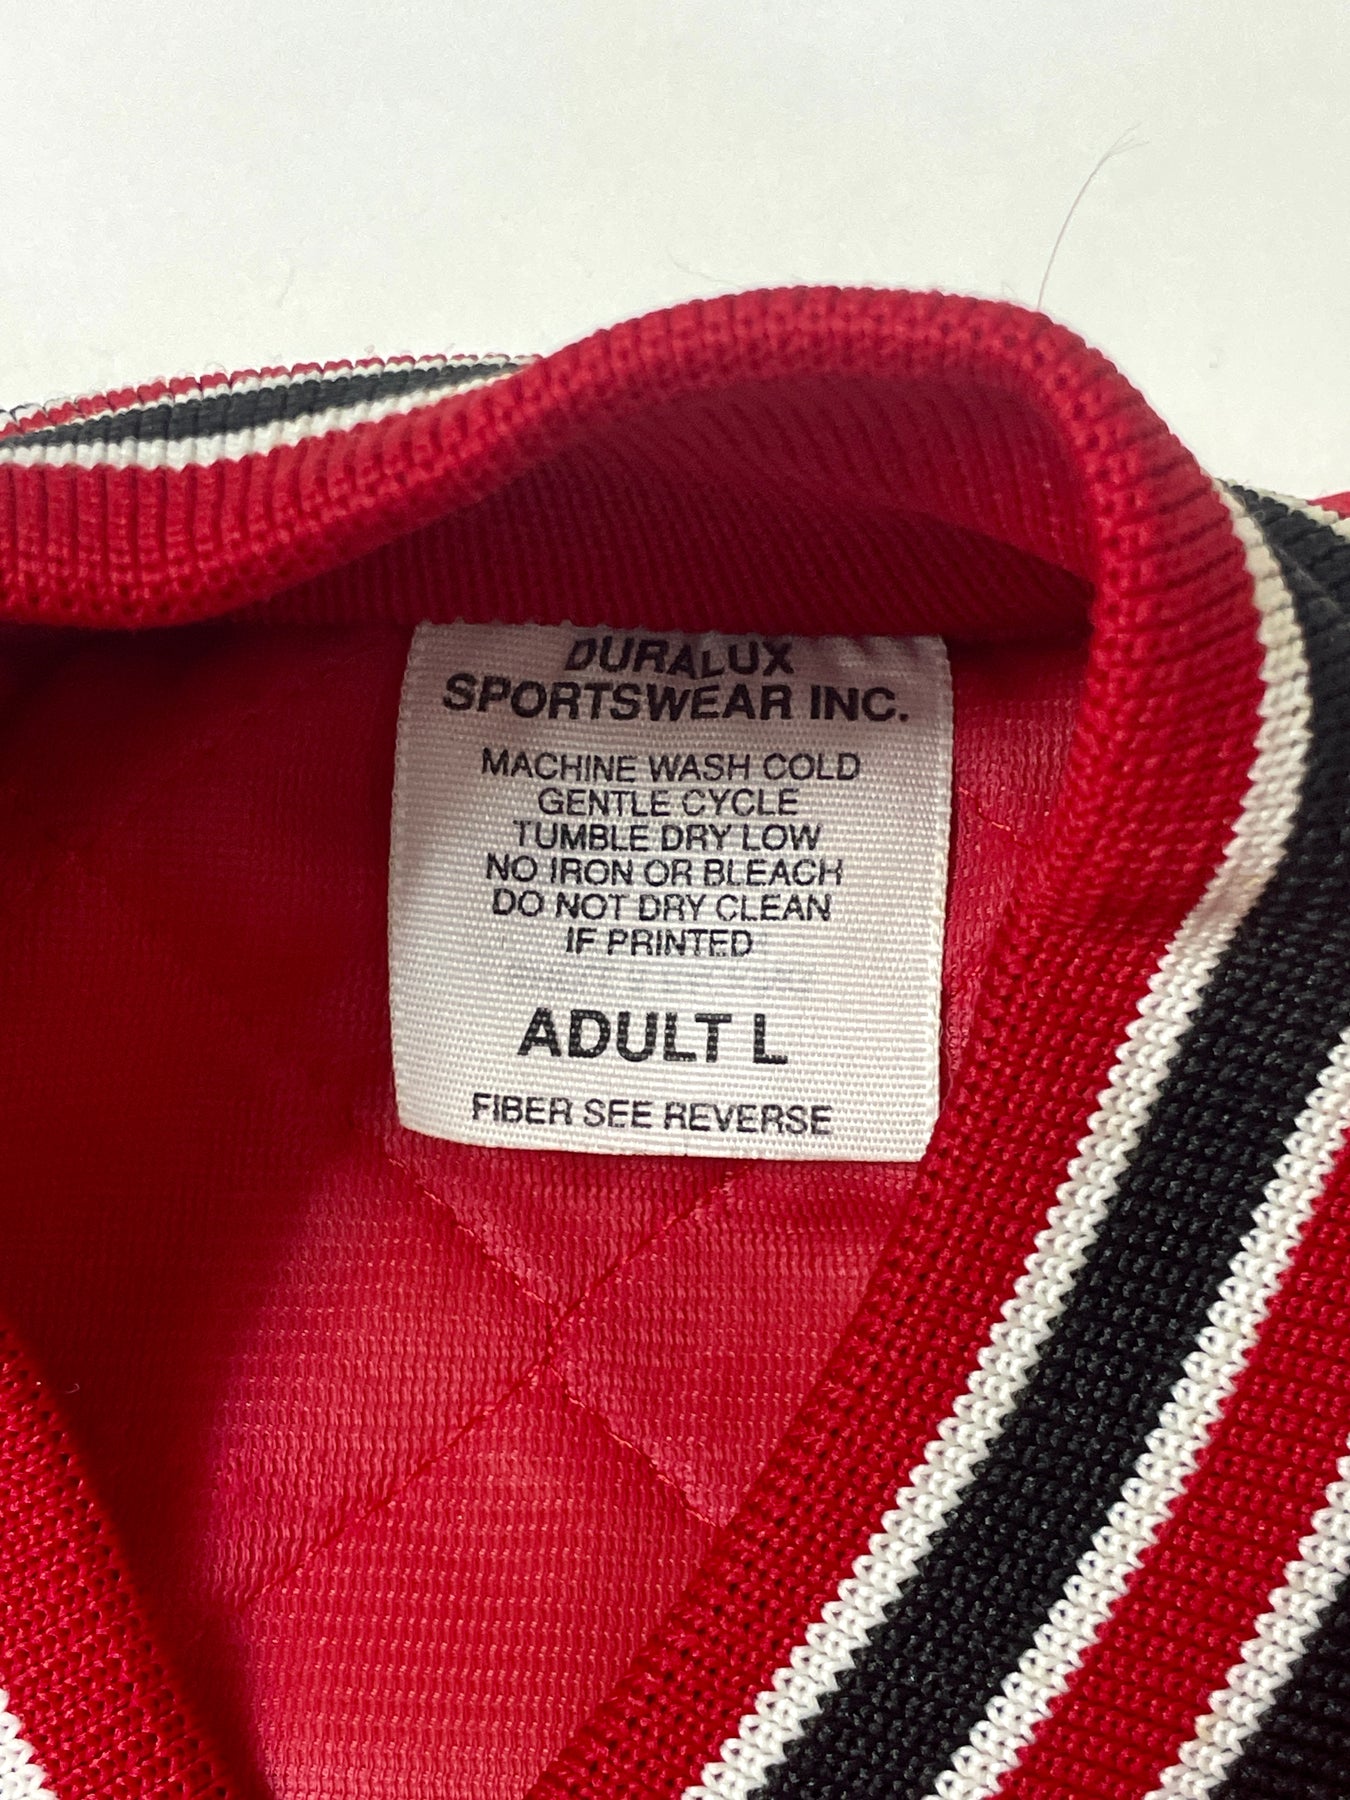 DURALUX
SPORTSWEAR INC.
MACHINE WASH COLD
GENTLE CYCLE
TUMBLE DRY LOW
NO IRON OR BLEACH
DO NOT DRY CLEAN
IF PRINTED
ADULT L
FIBER SEE REVERSE